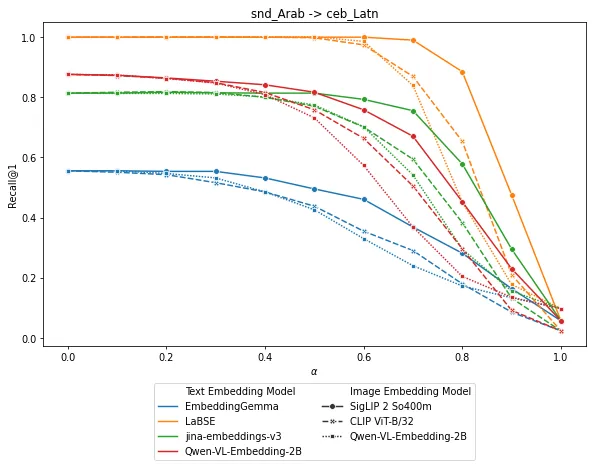 snd_Arab -> ceb_Latn
1.0
0.8
0.6
0.4
0.2
0.0
Recall@1
0.0 0.2 0.4 0.6 0.8 1.0
α
Text Embedding Model Image Embedding Model
EmbeddingGemma SigLIP 2 So400m
LaBSE CLIP ViT-B/32
jina-embeddings-v3 Qwen-VL-Embedding-2B
Qwen-VL-Embedding-2B